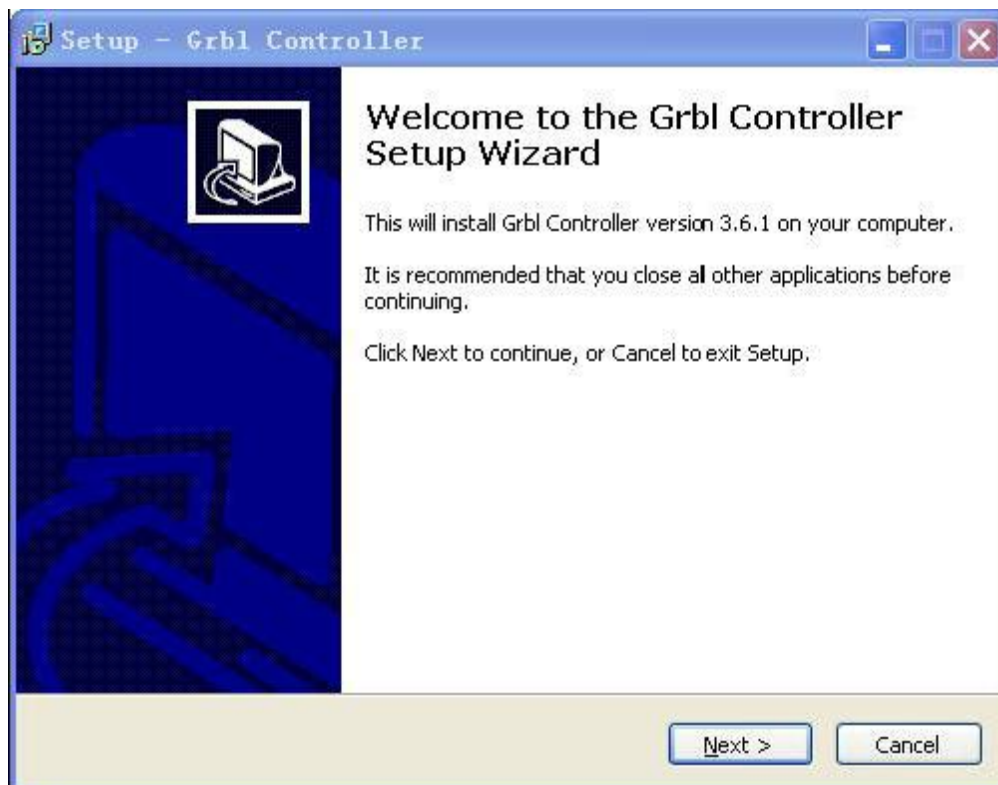 Setup - Grbl Controller
Welcome to the Grbl Controller
Setup Wizard
This will install Grbl Controller version 3.6.1 on your computer.
It is recommended that you close all other applications before
continuing.
Click Next to continue, or Cancel to exit Setup.
Next >
Cancel